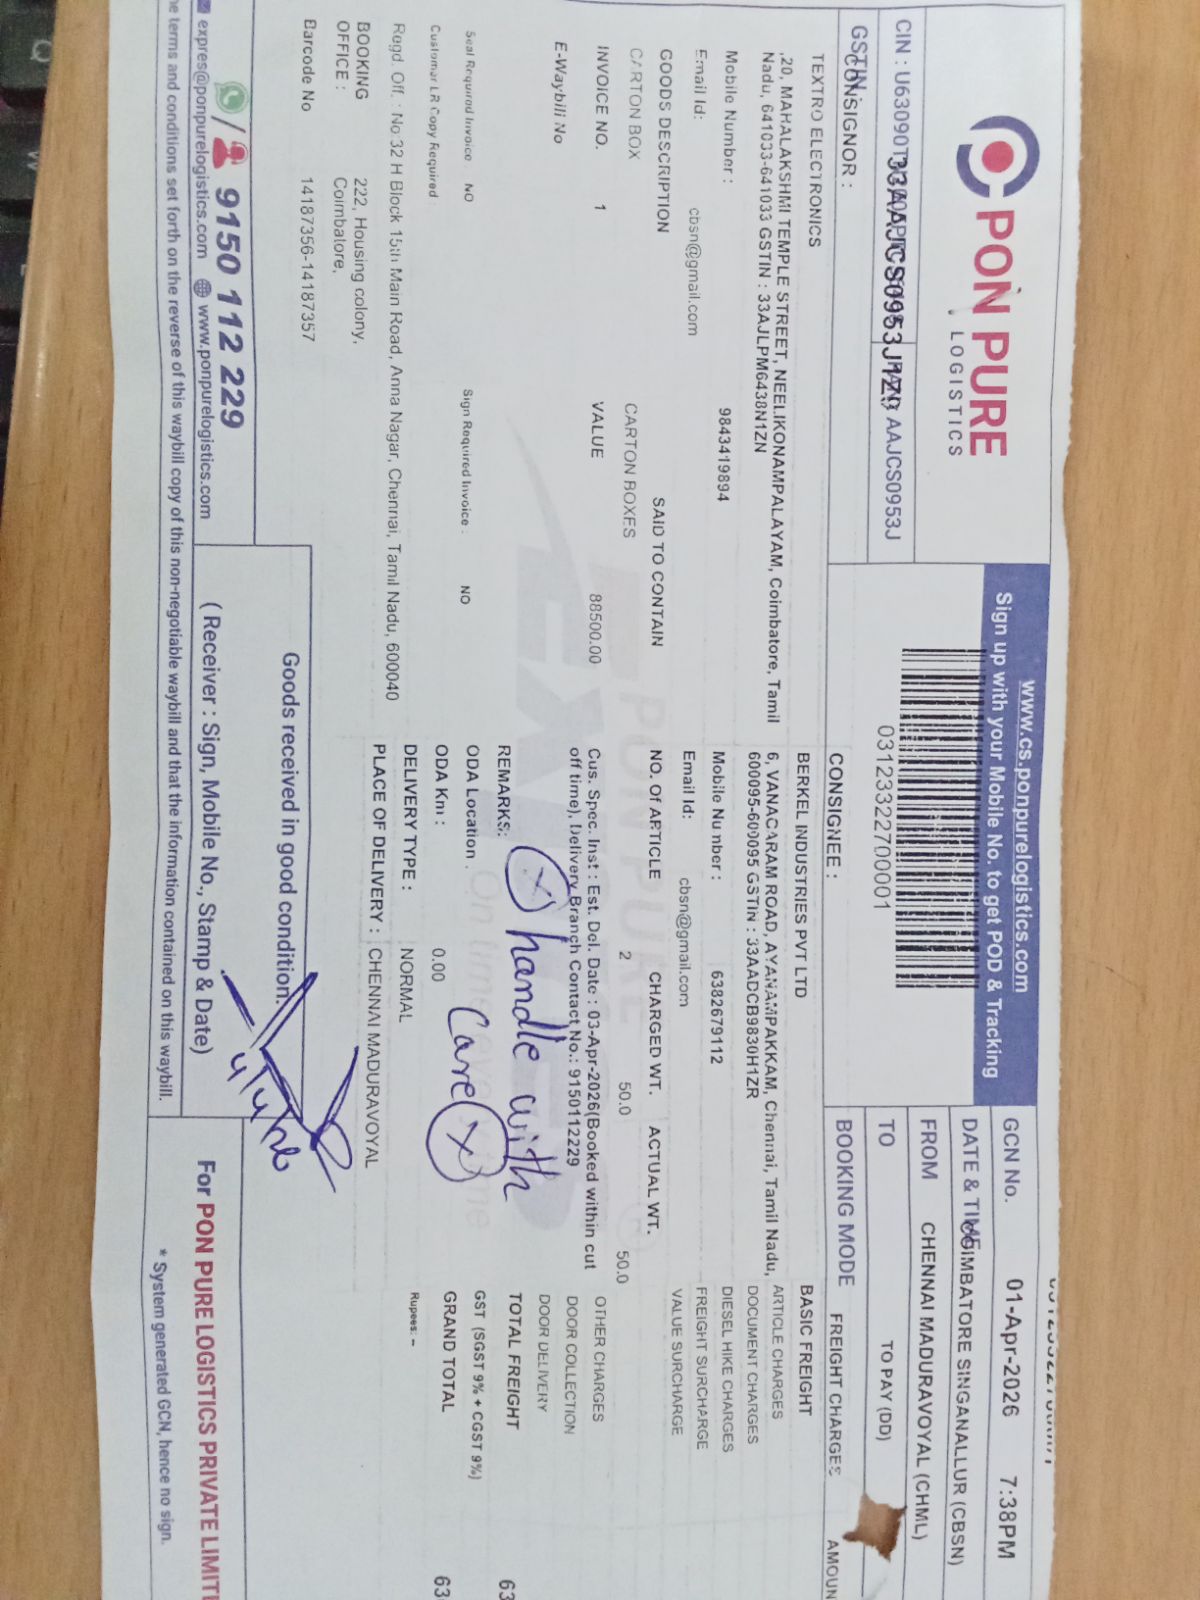 PON PURE
LOGISTICS
CIN : AAJCS0953J
GSTIN 33AAJCS0953J1Z9
www.cs.ponpurelogistics.com
Sign up with your Mobile No. to get POD & Tracking
03123322700001
GCN No.
DATE & TIME 01-Apr-2026 7:38PM
FROM COIMBATORE SINGANALLUR (CBSN)
TO CHENNAI MADURAVOYAL (CHML)
BOOKING MODE TO PAY (DD)
CONSIGNOR :
TEXTRO ELECTRONICS
,20, MAHALAKSHMI TEMPLE STREET, NEELIKONAMPALAYAM, Coimbatore, Tamil
Nadu, 641033-641033 GSTIN : 33AJLPM6438N1ZN
Mobile Number : 9843419894
Email Id: cbsn@gmail.com
CONSIGNEE :
BERKEL INDUSTRIES PVT LTD
6, VANAGARAM ROAD, AYANAMPAKKAM, Chennai, Tamil Nadu,
600095-600095 GSTIN : 33AADCB9830H1ZR
Mobile Number : 6382679112
Email Id: cbsn@gmail.com
GOODS DESCRIPTION SAID TO CONTAIN NO. Of ARTICLE CHARGED WT. ACTUAL WT.
CARTON BOX CARTON BOXES 2 50.0 50.0
INVOICE NO. 1 VALUE 88500.00
E-Waybill No
Cus. Spec. Inst : Est. Del. Date : 03-Apr-2026(Booked within cut
off time), Delivery Branch Contact No.: 9150112229
REMARKS:
x handle with
Care x
Seal Required Invoice NO Sign Required Invoice : NO
Customer LR Copy Required :
ODA Location :
ODA Km : 0.00
DELIVERY TYPE : NORMAL
PLACE OF DELIVERY : CHENNAI MADURAVOYAL
Regd. Off. : No:32 H Block 15th Main Road, Anna Nagar, Chennai, Tamil Nadu, 600040
BOOKING
OFFICE :
222, Housing colony,
Coimbatore,
Barcode No 14187356-14187357
FREIGHT CHARGES
BASIC FREIGHT
ARTICLE CHARGES
DOCUMENT CHARGES
DIESEL HIKE CHARGES
FREIGHT SURCHARGE
VALUE SURCHARGE
OTHER CHARGES
DOOR COLLECTION
DOOR DELIVERY
TOTAL FREIGHT
GST (SGST 9% + CGST 9%)
GRAND TOTAL
Rupees: -
9150 112 229
expres@ponpurelogistics.com www.ponpurelogistics.com
Goods received in good condition.
4/4/26
( Receiver : Sign, Mobile No., Stamp & Date)
terms and conditions set forth on the reverse of this waybill copy of this non-negotiable waybill and that the information contained on this waybill.
For PON PURE LOGISTICS PRIVATE LIMIT
* System generated GCN, hence no sign.